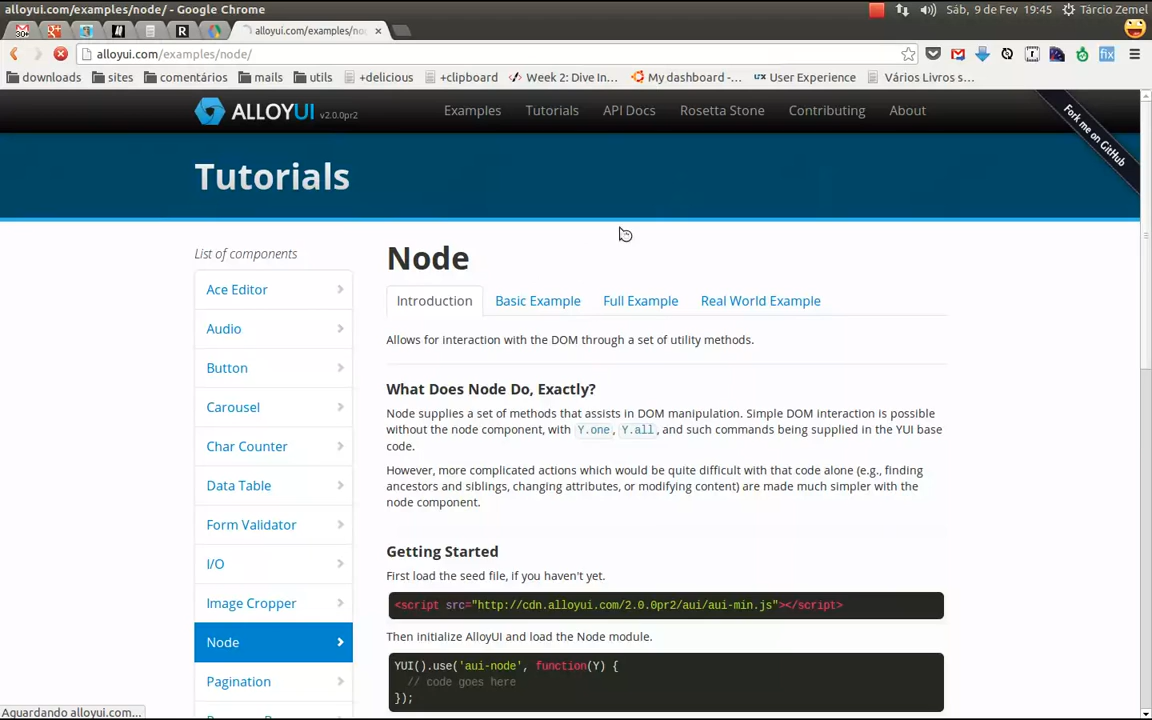 alloyui.com/examples/node/ - Google Chrome
Sáb, 9 de Fev 19:45
Tárcio Zemel
30+
R
alloyui.com/examples/no
alloyui.com/examples/node/
fix
downloads
sites
comentários
mails
utils
+delicious
+clipboard
Week 2: Dive In...
My dashboard -...
UX User Experience
Vários Livros s...
ALLOYUI v2.0.0pr2
Examples
Tutorials
API Docs
Rosetta Stone
Contributing
About
Fork me on GitHub
Tutorials
List of components
Ace Editor
Audio
Button
Carousel
Char Counter
Data Table
Form Validator
I/O
Image Cropper
Node
Pagination
Node
Introduction
Basic Example
Full Example
Real World Example
Allows for interaction with the DOM through a set of utility methods.
What Does Node Do, Exactly?
Node supplies a set of methods that assists in DOM manipulation. Simple DOM interaction is possible
without the node component, with Y.one, Y.all, and such commands being supplied in the YUI base
code.
However, more complicated actions which would be quite difficult with that code alone (e.g., finding
ancestors and siblings, changing attributes, or modifying content) are made much simpler with the
node component.
Getting Started
First load the seed file, if you haven't yet.
<script src="http://cdn.alloyui.com/2.0.0pr2/aui/aui-min.js"></script>
Then initialize AlloyUI and load the Node module.
YUI().use('aui-node', function(Y) {
// code goes here
});
Aguardando alloyui.com...